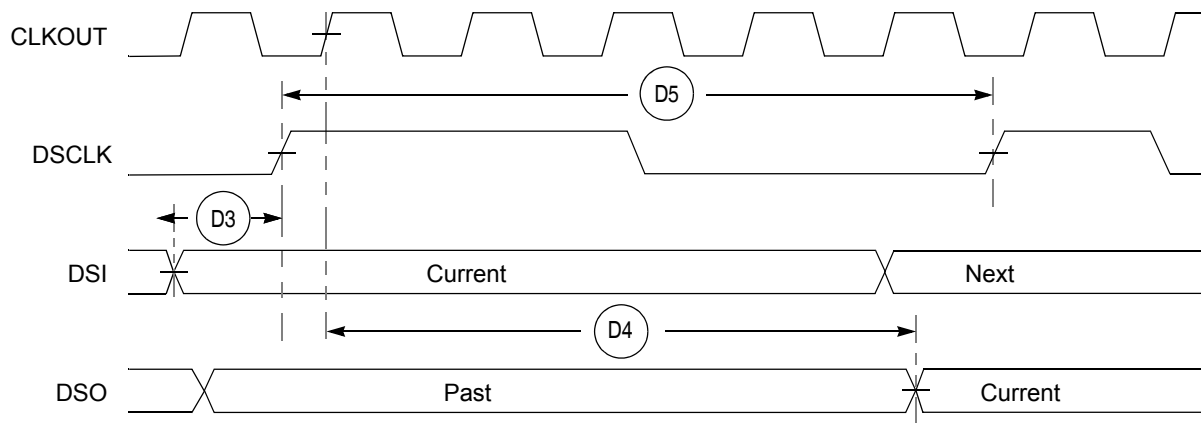 CLKOUT
D5
DSCLK
D3
DSI
Current
Next
D4
DSO
Past
Current